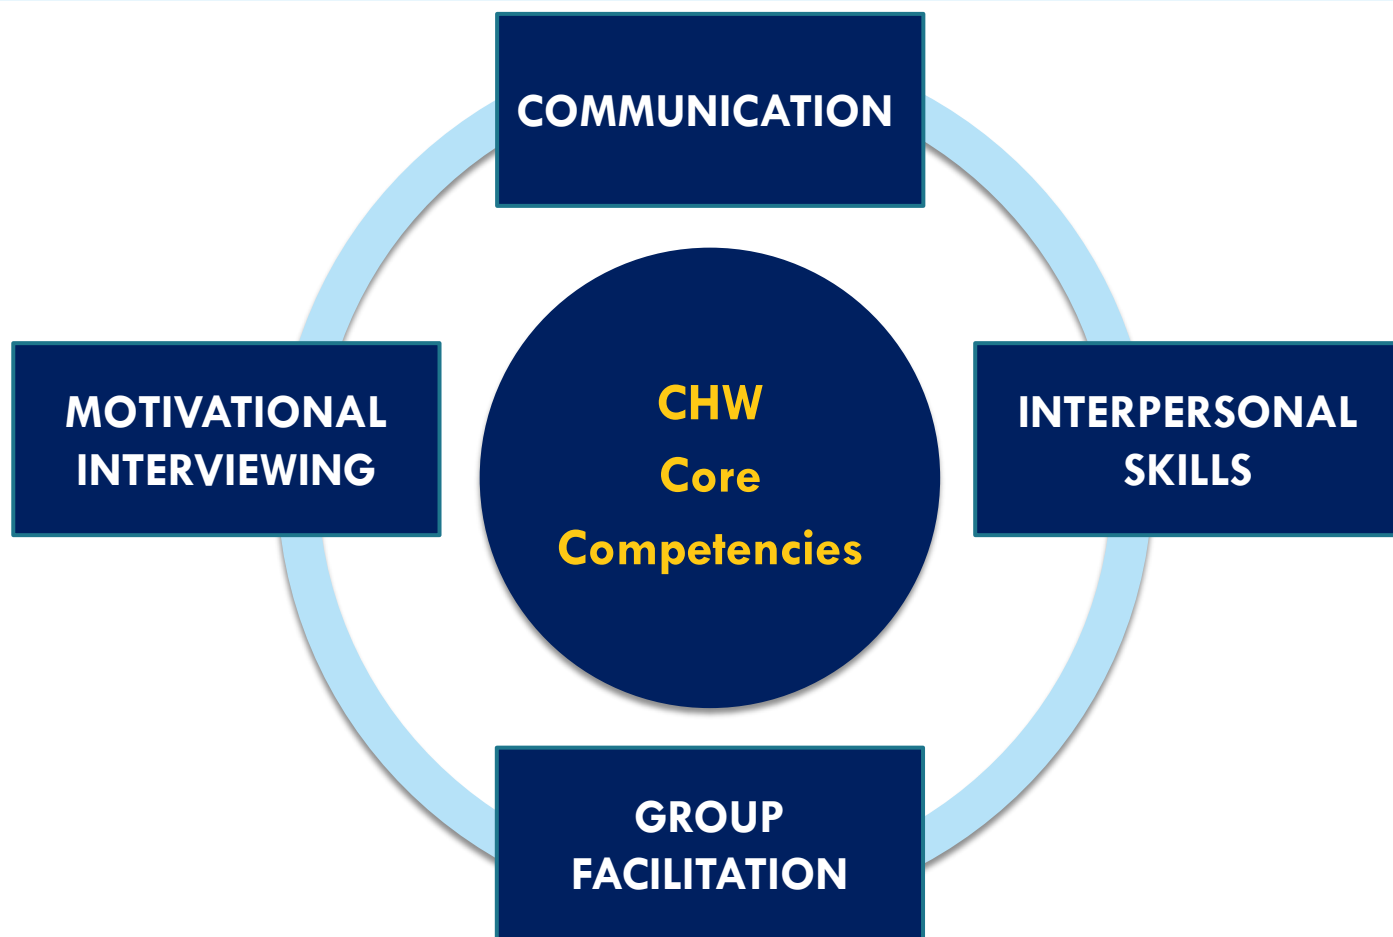 COMMUNICATION
MOTIVATIONAL
INTERVIEWING
CHW
Core
Competencies
INTERPERSONAL
SKILLS
GROUP
FACILITATION